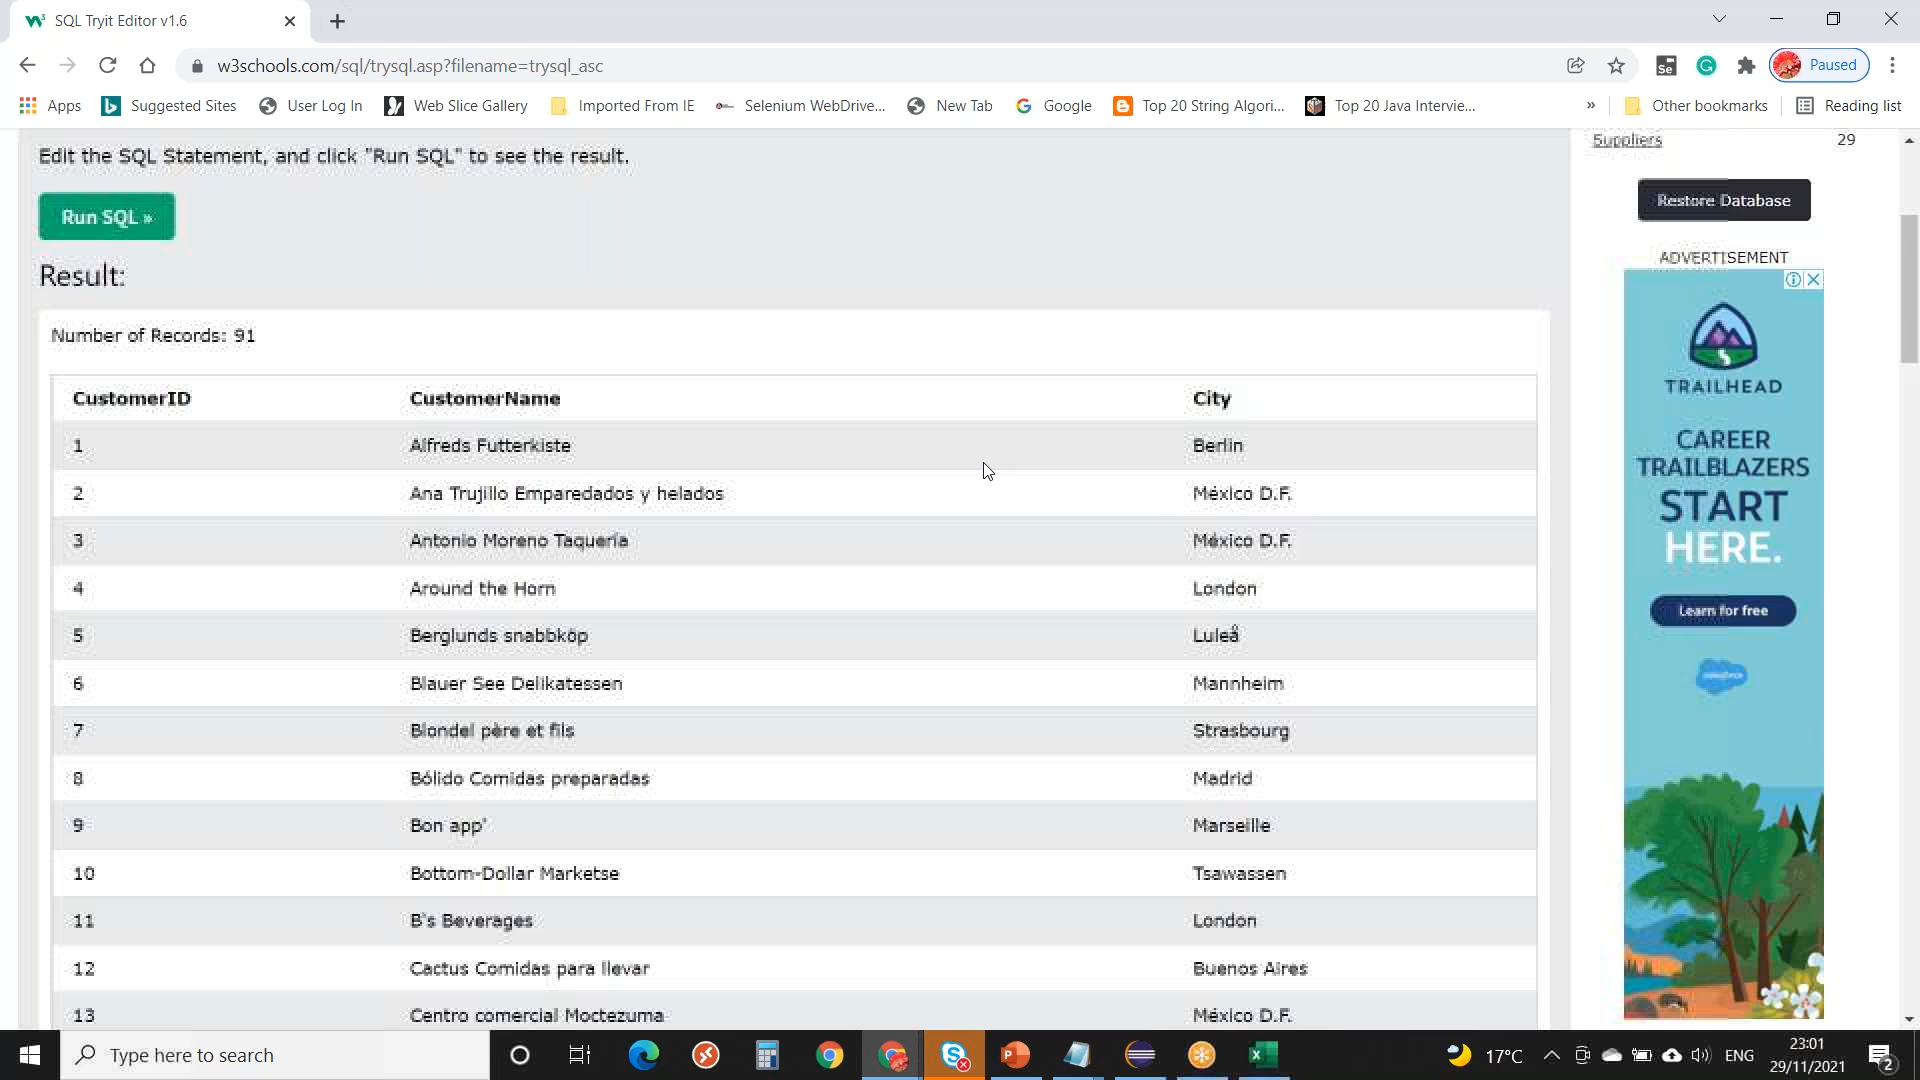 SQL Tryit Editor v1.6
w3schools.com/sql/trysql.asp?filename=trysql_asc
Se
Paused
Apps
Suggested Sites
User Log In
Web Slice Gallery
Imported From IE
Selenium WebDrive...
New Tab
Google
Top 20 String Algori...
Top 20 Java Intervie...
»
Other bookmarks
Reading list
Edit the SQL Statement, and click "Run SQL" to see the result.
Suppliers 29
Run SQL »
Restore Database
Result:
ADVERTISEMENT
Number of Records: 91
CustomerID CustomerName City
1 Alfreds Futterkiste Berlin
2 Ana Trujillo Emparedados y helados México D.F.
3 Antonio Moreno Taquería México D.F.
4 Around the Horn London
5 Berglunds snabbköp Luleå
6 Blauer See Delikatessen Mannheim
7 Blondel père et fils Strasbourg
8 Bólido Comidas preparadas Madrid
9 Bon app' Marseille
10 Bottom-Dollar Marketse Tsawassen
11 B's Beverages London
12 Cactus Comidas para llevar Buenos Aires
13 Centro comercial Moctezuma México D.F.
TRAILHEAD
CAREER
TRAILBLAZERS
START
HERE.
Learn for free
salesforce
Type here to search
17°C
ENG
23:01
29/11/2021
2